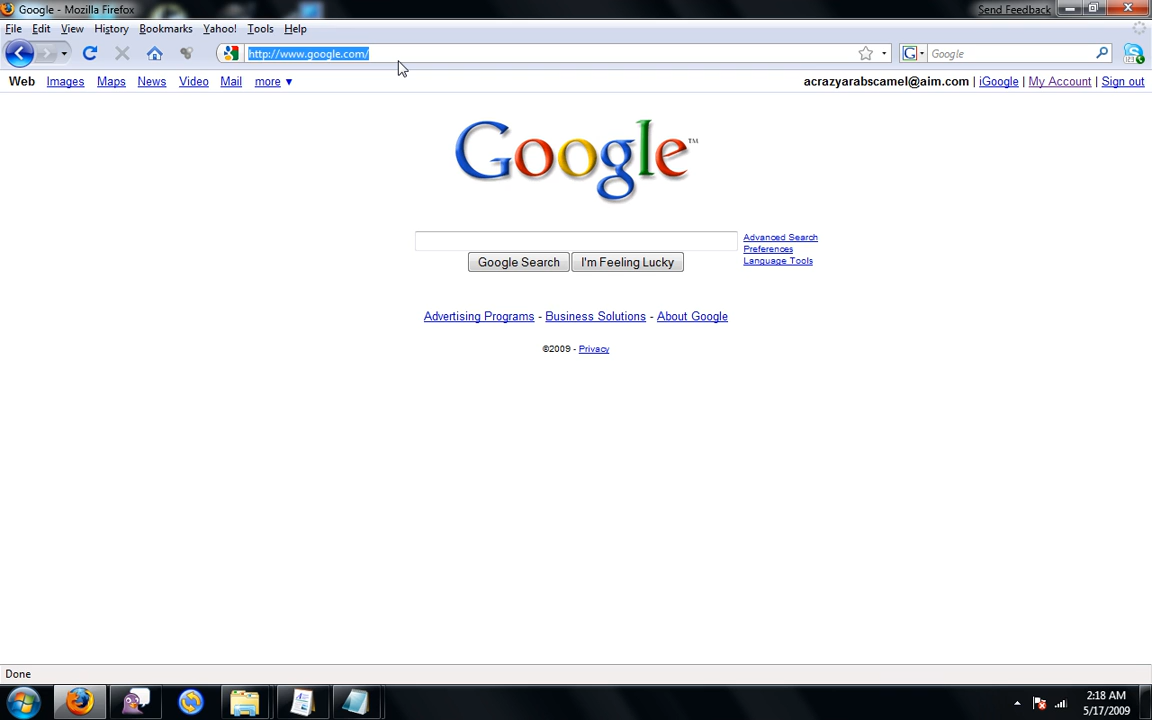 Google - Mozilla Firefox
Send Feedback
File Edit View History Bookmarks Yahoo! Tools Help
http://www.google.com/
Google
Web Images Maps News Video Mail more ▼
acrazyarabscamel@aim.com | iGoogle | My Account | Sign out
Google™
Advanced Search
Preferences
Language Tools
Google Search I'm Feeling Lucky
Advertising Programs - Business Solutions - About Google
©2009 - Privacy
Done
2:18 AM
5/17/2009